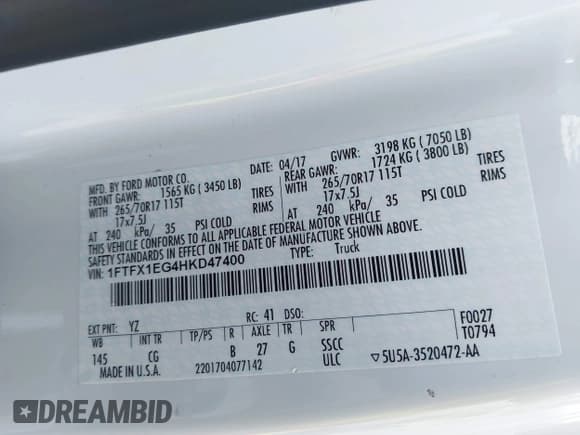 MFD. BY FORD MOTOR CO.
DATE: 04/17 GVWR: 3198 KG ( 7050 LB)
FRONT GAWR: 1565 KG ( 3450 LB) REAR GAWR: 1724 KG ( 3800 LB)
WITH 265/70R17 115T TIRES WITH 265/70R17 115T TIRES
17x7.5J RIMS 17x7.5J RIMS
AT 240 kPa/ 35 PSI COLD AT 240 kPa/ 35 PSI COLD
THIS VEHICLE CONFORMS TO ALL APPLICABLE FEDERAL MOTOR VEHICLE
SAFETY STANDARDS IN EFFECT ON THE DATE OF MANUFACTURE SHOWN ABOVE.
VIN: 1FTFX1EG4HKD47400 TYPE: Truck
F0027
T0794
EXT PNT: YZ RC: 41 DSO:
WB INT TR TP/PS R AXLE TR SPR
145 CG B 27 G SSCC
ULC
▽5U5A-3520472-AA
MADE IN U.S.A. 2201704077142
DREAMBID